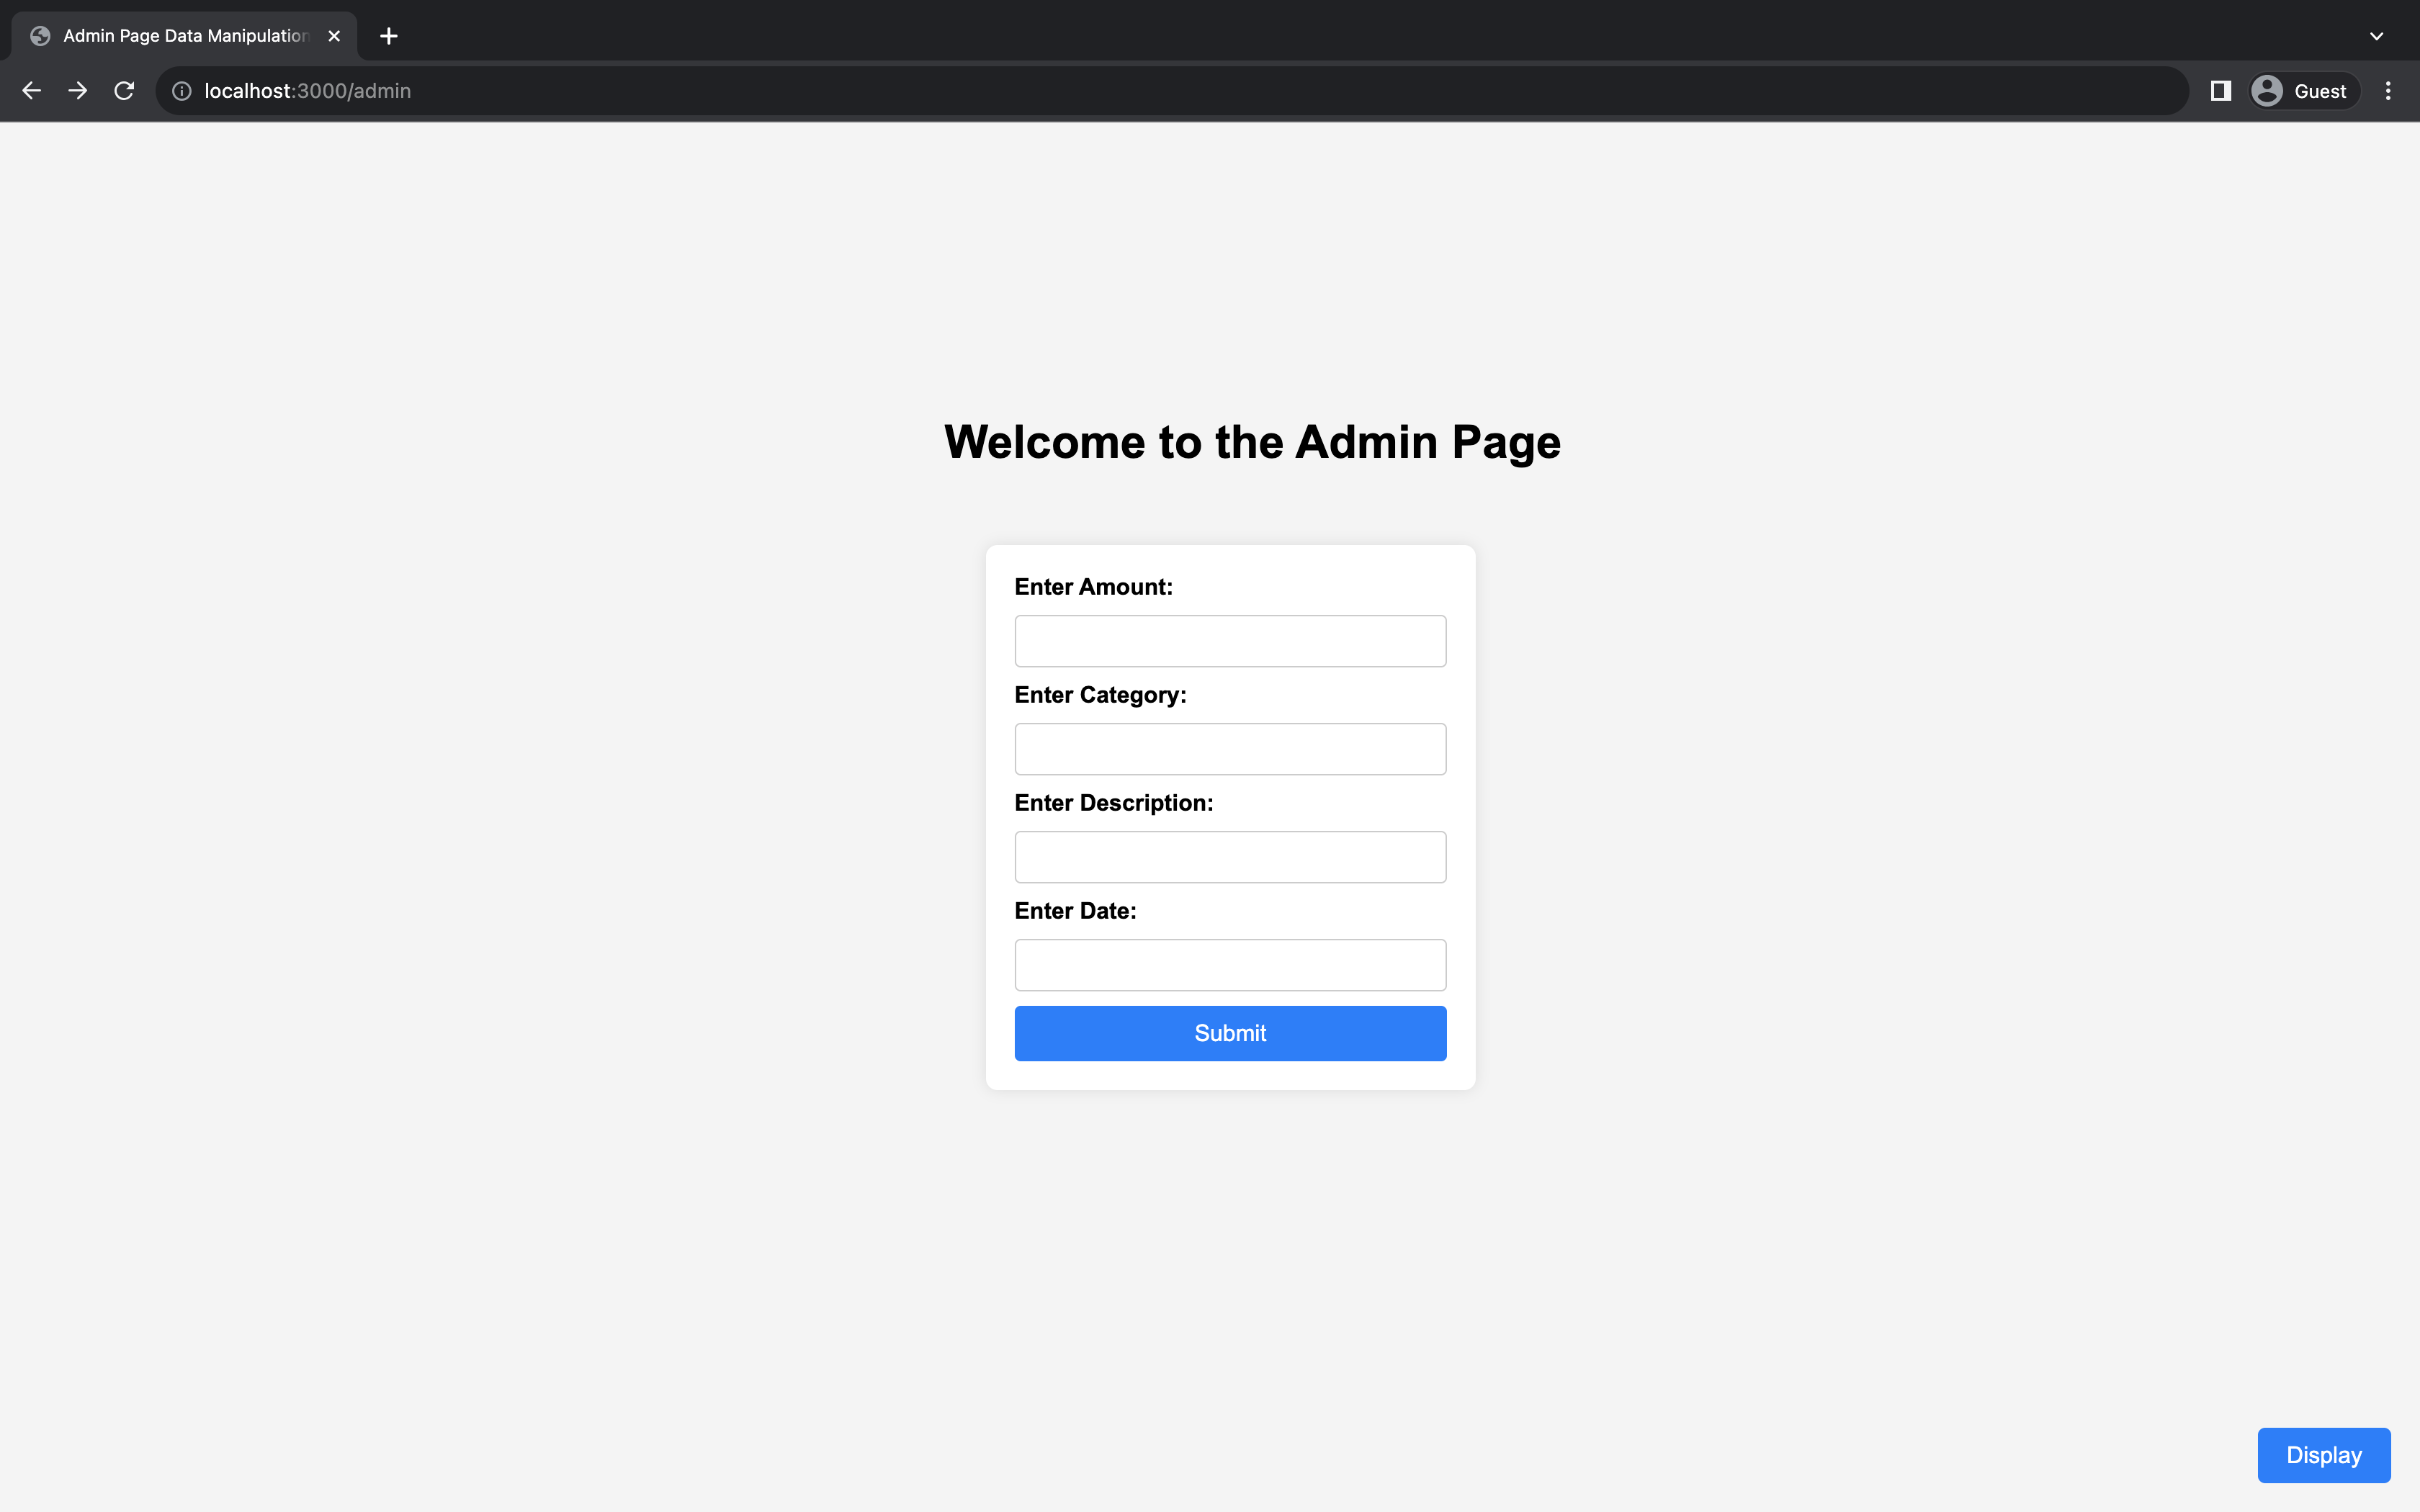 Admin Page Data Manipulation
localhost:3000/admin
Guest
Welcome to the Admin Page
Enter Amount:
Enter Category:
Enter Description:
Enter Date:
Submit
Display